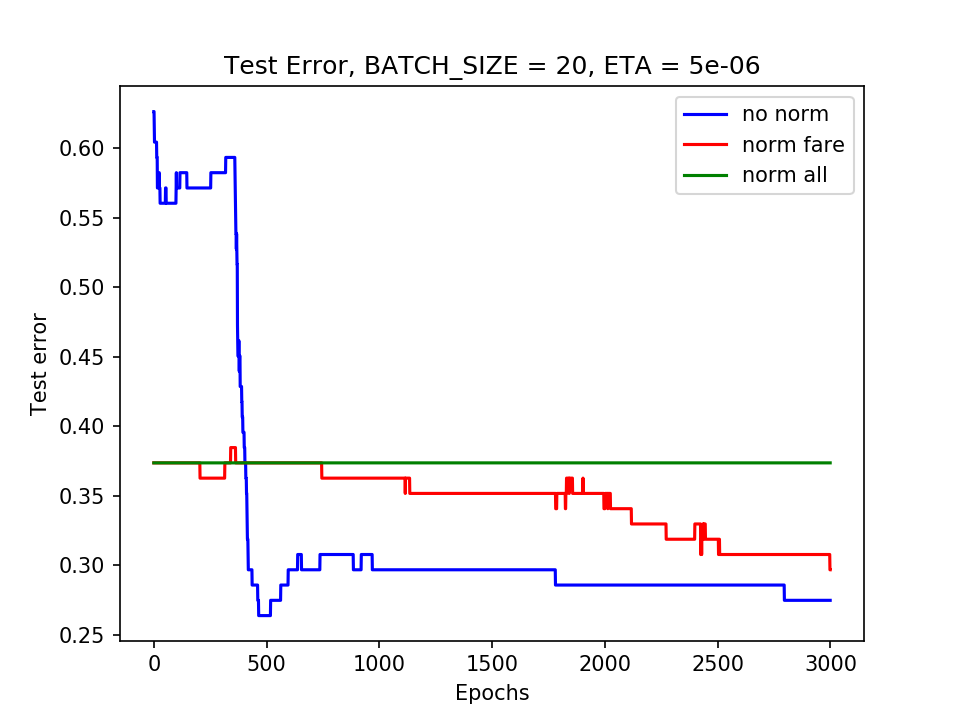 Test Error, BATCH_SIZE = 20, ETA = 5e-06
no norm
norm fare
norm all
Test error
0.60
0.55
0.50
0.45
0.40
0.35
0.30
0.25
0 500 1000 1500 2000 2500 3000
Epochs